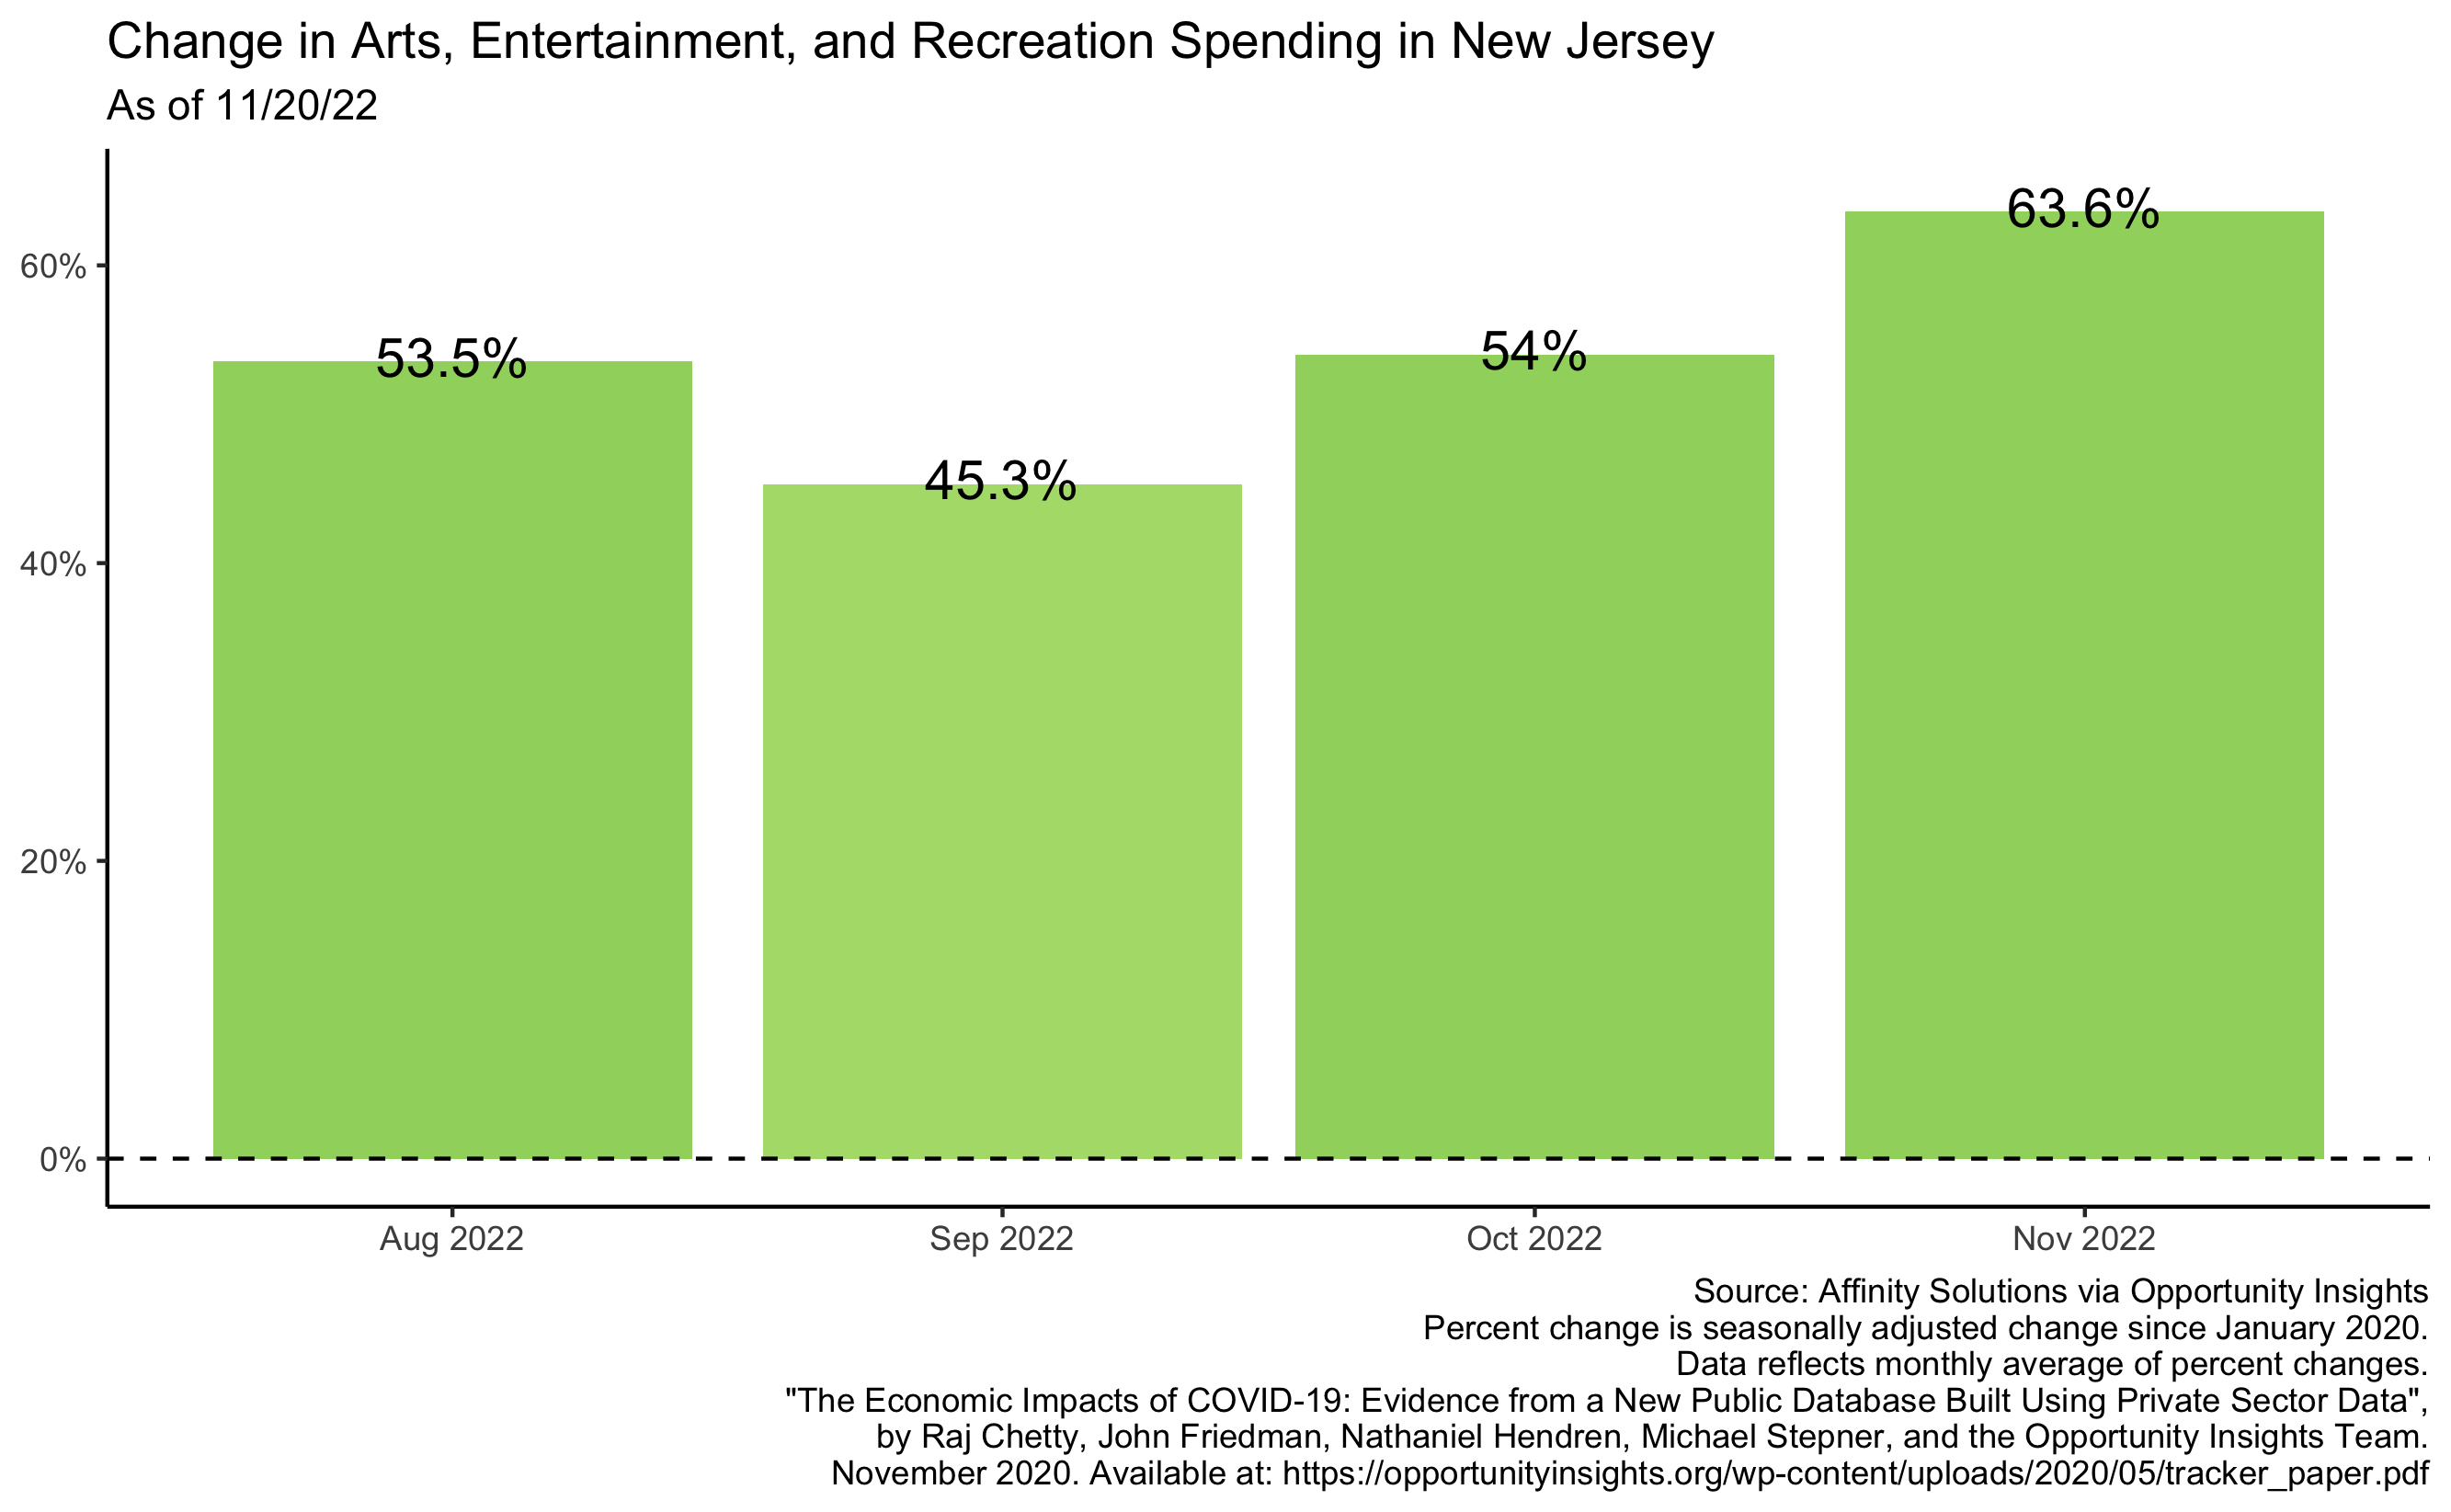 Change in Arts, Entertainment, and Recreation Spending in New Jersey
As of 11/20/22
63.6%
60%
53.5%
54%
45.3%
40%
20%
0%
Aug 2022
Sep 2022
Oct 2022
Nov 2022
Source: Affinity Solutions via Opportunity Insights
Percent change is seasonally adjusted change since January 2020.
Data reflects monthly average of percent changes.
"The Economic Impacts of COVID-19: Evidence from a New Public Database Built Using Private Sector Data",
by Raj Chetty, John Friedman, Nathaniel Hendren, Michael Stepner, and the Opportunity Insights Team.
November 2020. Available at: https://opportunityinsights.org/wp-content/uploads/2020/05/tracker_paper.pdf